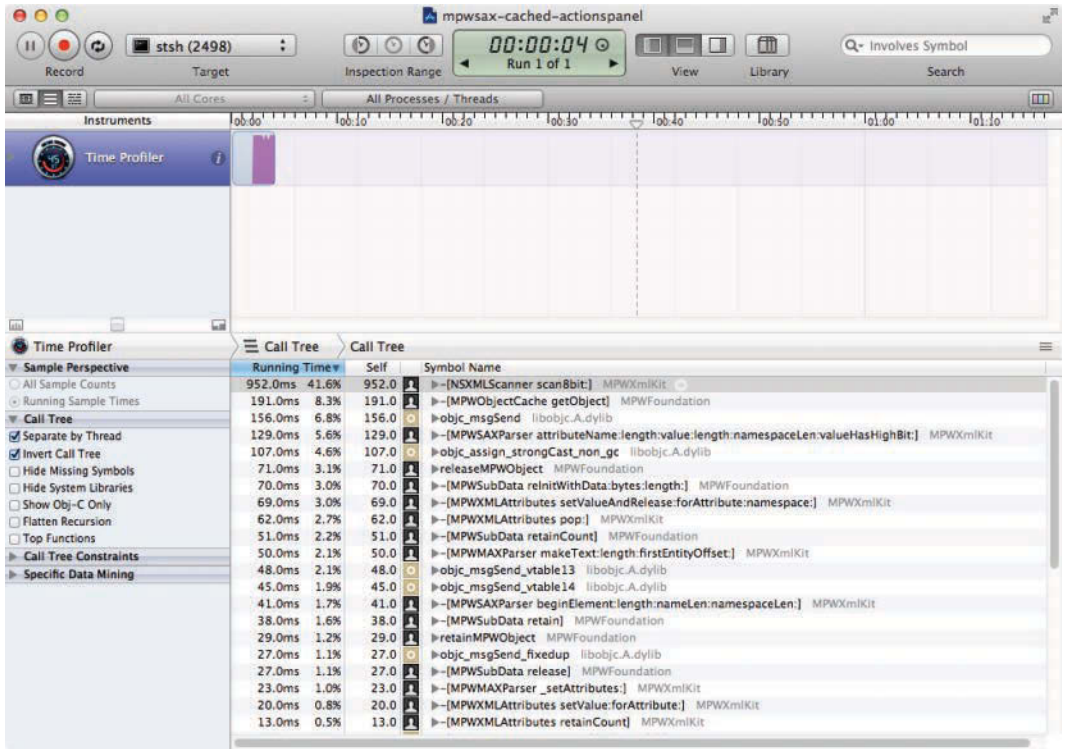 mpwsax-cached-actionspanel
stsh (2498)
00:00:04
Run 1 of 1
Involves Symbol
Record
Target
Inspection Range
View
Library
Search
All Cores
All Processes / Threads
Instruments
00:00 00:10 00:20 00:30 00:40 00:50 01:00 01:10
Time Profiler
Time Profiler
Call Tree
Call Tree
Sample Perspective
All Sample Counts
Running Sample Times
Call Tree
Separate by Thread
Invert Call Tree
Hide Missing Symbols
Hide System Libraries
Show Obj-C Only
Flatten Recursion
Top Functions
Call Tree Constraints
Specific Data Mining
Running Time Self Symbol Name
952.0ms 41.6% 952.0 -[NSXMLScanner scan8bit:] MPWXmlKit
191.0ms 8.3% 191.0 -[MPWObjectCache getObject] MPWFoundation
156.0ms 6.8% 156.0 objc_msgSend libobjc.A.dylib
129.0ms 5.6% 129.0 -[MPWSAXParser attributeName:length:value:length:namespaceLen:valueHasHighBit:] MPWXmlKit
107.0ms 4.6% 107.0 objc_assign_strongCast_non_gc libobjc.A.dylib
71.0ms 3.1% 71.0 releaseMPWObject MPWFoundation
70.0ms 3.0% 70.0 -[MPWSubData reInitWithData:bytes:length:] MPWFoundation
69.0ms 3.0% 69.0 -[MPWXMLAttributes setValueAndRelease:forAttribute:namespace:] MPWXmlKit
62.0ms 2.7% 62.0 -[MPWXMLAttributes pop:] MPWXmlKit
51.0ms 2.2% 51.0 -[MPWSubData retainCount] MPWFoundation
50.0ms 2.1% 50.0 -[MPWMAXParser makeText:length:firstEntityOffset:] MPWXmlKit
48.0ms 2.1% 48.0 objc_msgSend_vtable13 libobjc.A.dylib
45.0ms 1.9% 45.0 objc_msgSend_vtable14 libobjc.A.dylib
41.0ms 1.7% 41.0 -[MPWSAXParser beginElement:length:nameLen:namespaceLen:] MPWXmlKit
38.0ms 1.6% 38.0 -[MPWSubData retain] MPWFoundation
29.0ms 1.2% 29.0 retainMPWObject MPWFoundation
27.0ms 1.1% 27.0 objc_msgSend_fixedup libobjc.A.dylib
27.0ms 1.1% 27.0 -[MPWSubData release] MPWFoundation
23.0ms 1.0% 23.0 -[MPWMAXParser _setAttributes:] MPWXmlKit
20.0ms 0.8% 20.0 -[MPWXMLAttributes setValue:forAttribute:] MPWXmlKit
13.0ms 0.5% 13.0 -[MPWXMLAttributes retainCount] MPWXmlKit